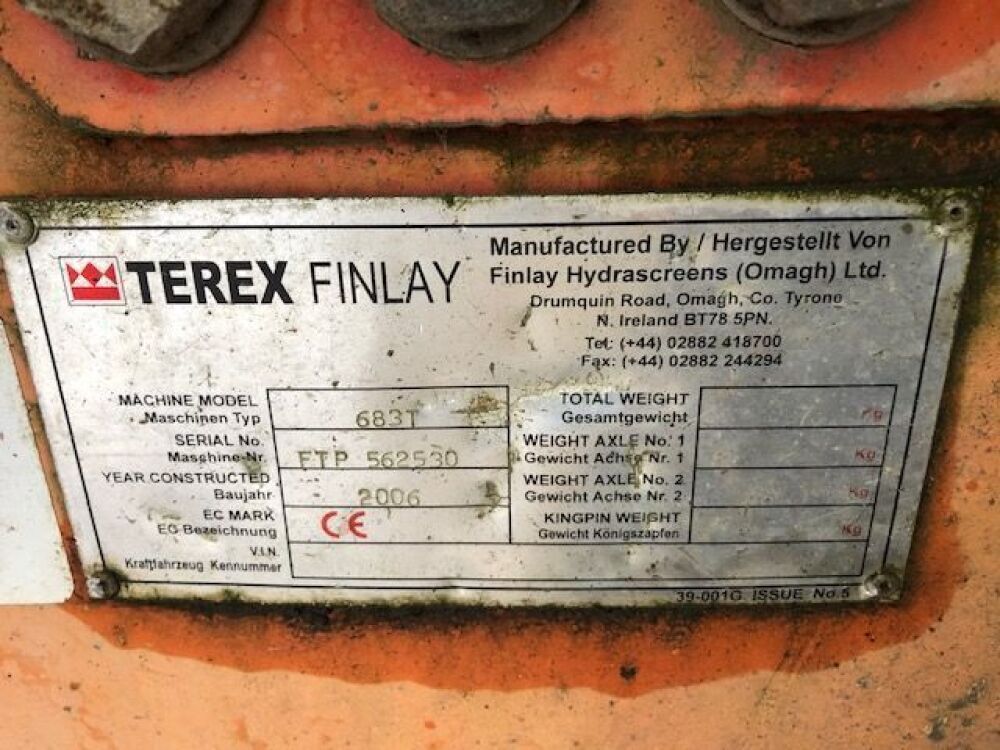 TEREX FINLAY
Manufactured By / Hergestellt Von
Finlay Hydrascreens (Omagh) Ltd.
Drumquin Road, Omagh, Co. Tyrone
N. Ireland BT78 5PN.
Tel: (+44) 02882 418700
Fax: (+44) 02882 244294
MACHINE MODEL
Maschinen Typ
683T
SERIAL No.
Maschine-Nr.
FTP 562530
YEAR CONSTRUCTED
Baujahr
2006
EC MARK
EG Bezeichnung
CE
V.I.N.
Kraftfahrzeug Kennummer
TOTAL WEIGHT
Gesamtgewicht
Kg
WEIGHT AXLE No. 1
Gewicht Achse Nr. 1
Kg
WEIGHT AXLE No. 2
Gewicht Achse Nr. 2
Kg
KINGPIN WEIGHT
Gewicht Königszapfen
Kg
39-001G ISSUE No.5